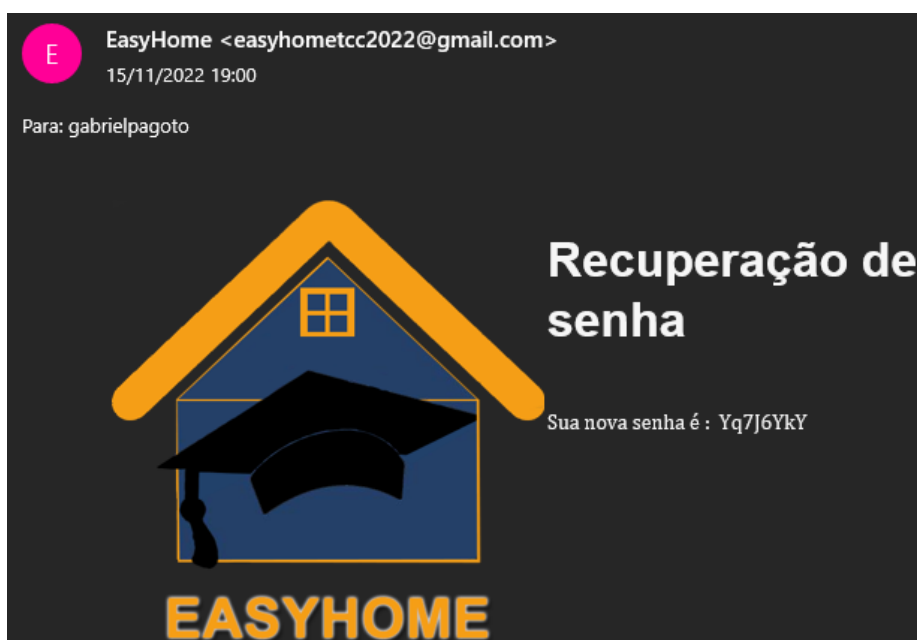 E
EasyHome <easyhometcc2022@gmail.com>
15/11/2022 19:00
Para: gabrielpagoto
Recuperação de
senha
Sua nova senha é : Yq7J6YkY
EASYHOME